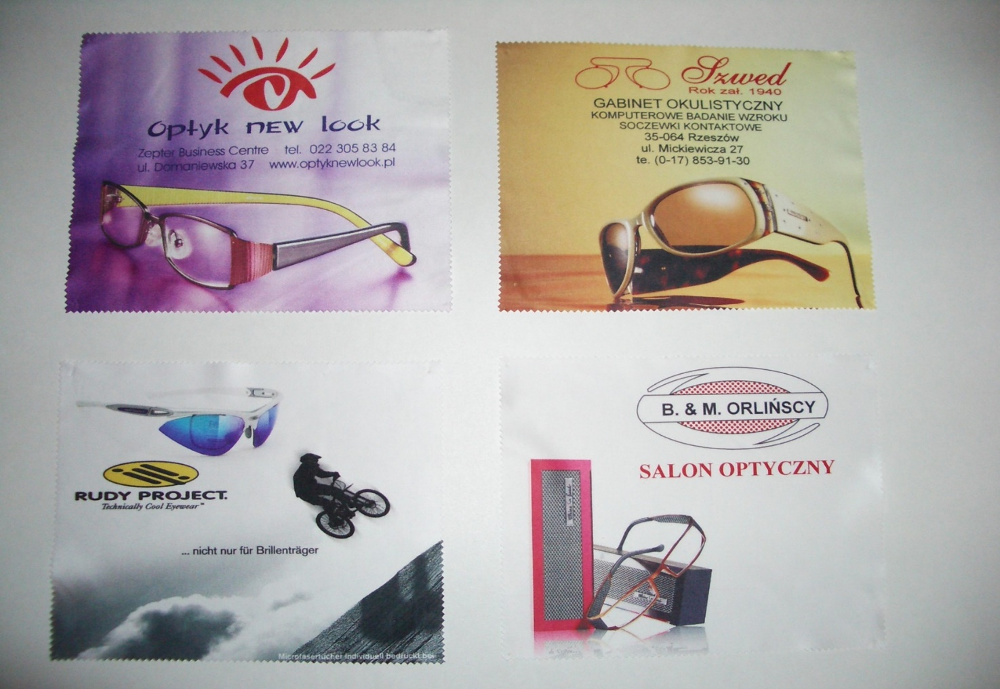 optyk new look
Zepter Business Centre tel. 022 305 83 84
ul. Domaniewska 37 www.optyknewlook.pl
Szwed
Rok zał. 1940
GABINET OKULISTYCZNY
KOMPUTEROWE BADANIE WZROKU
SOCZEWKI KONTAKTOWE
35-064 Rzeszów
ul. Mickiewicza 27
te. (0-17) 853-91-30
RUDY PROJECT.
Technically Cool Eyewear™
... nicht nur für Brillenträger
Microfasertücher individuell bedruckt bei
B. & M. ORLIŃSCY
SALON OPTYCZNY